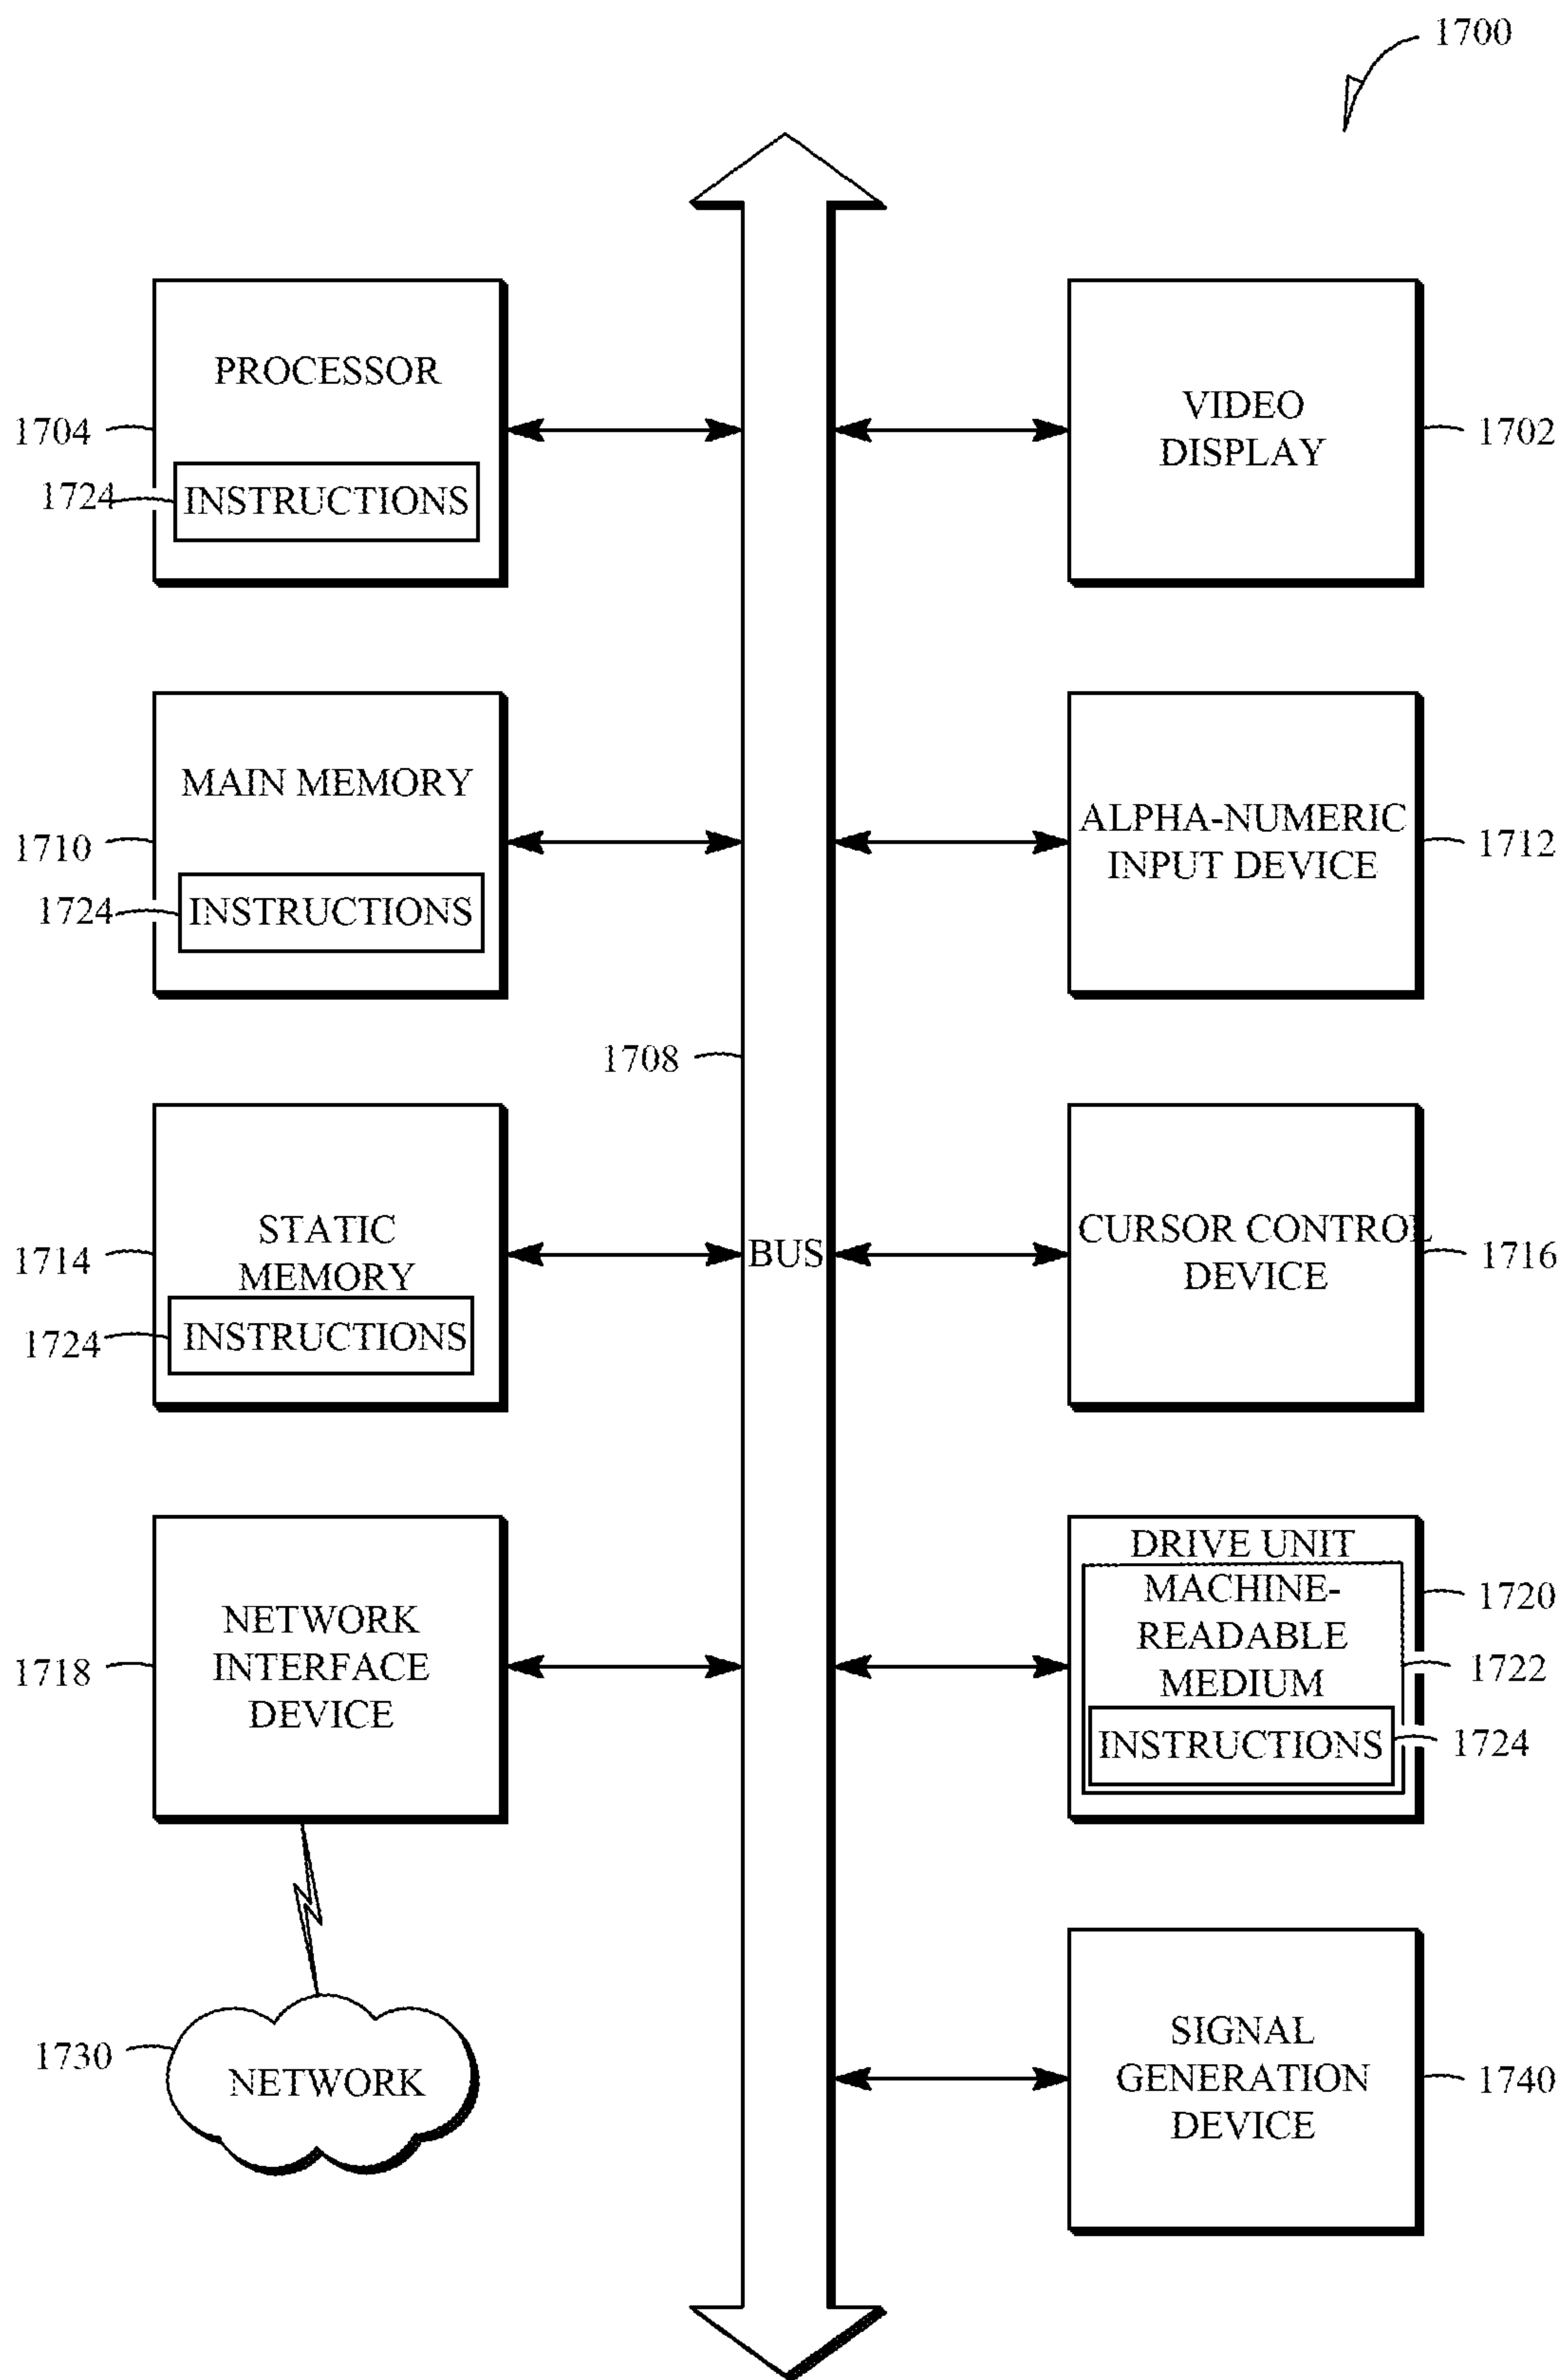 1700
PROCESSOR
1704
1724
INSTRUCTIONS
VIDEO
DISPLAY
1702
MAIN MEMORY
1710
1724
INSTRUCTIONS
ALPHA-NUMERIC
INPUT DEVICE
1712
1708
BUS
STATIC
MEMORY
1714
1724
INSTRUCTIONS
CURSOR CONTROL
DEVICE
1716
NETWORK
INTERFACE
DEVICE
1718
DRIVE UNIT
1720
MACHINE-
READABLE
MEDIUM
1722
INSTRUCTIONS
1724
1730
NETWORK
SIGNAL
GENERATION
DEVICE
1740